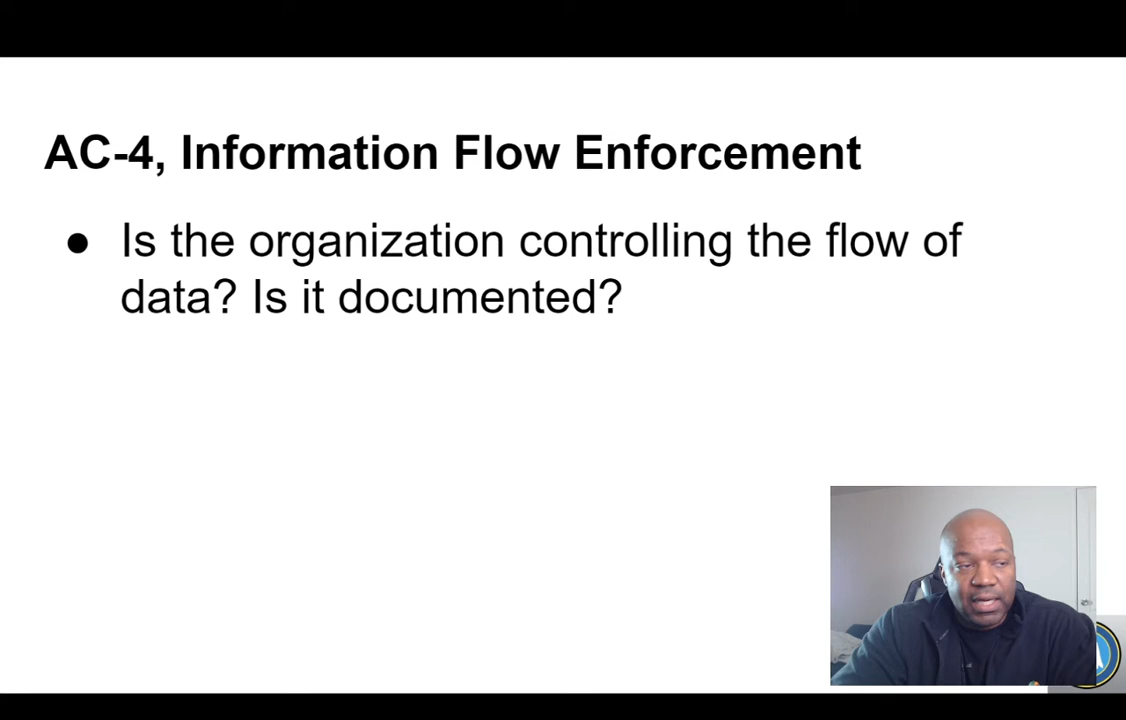 AC-4, Information Flow Enforcement
● Is the organization controlling the flow of
data? Is it documented?